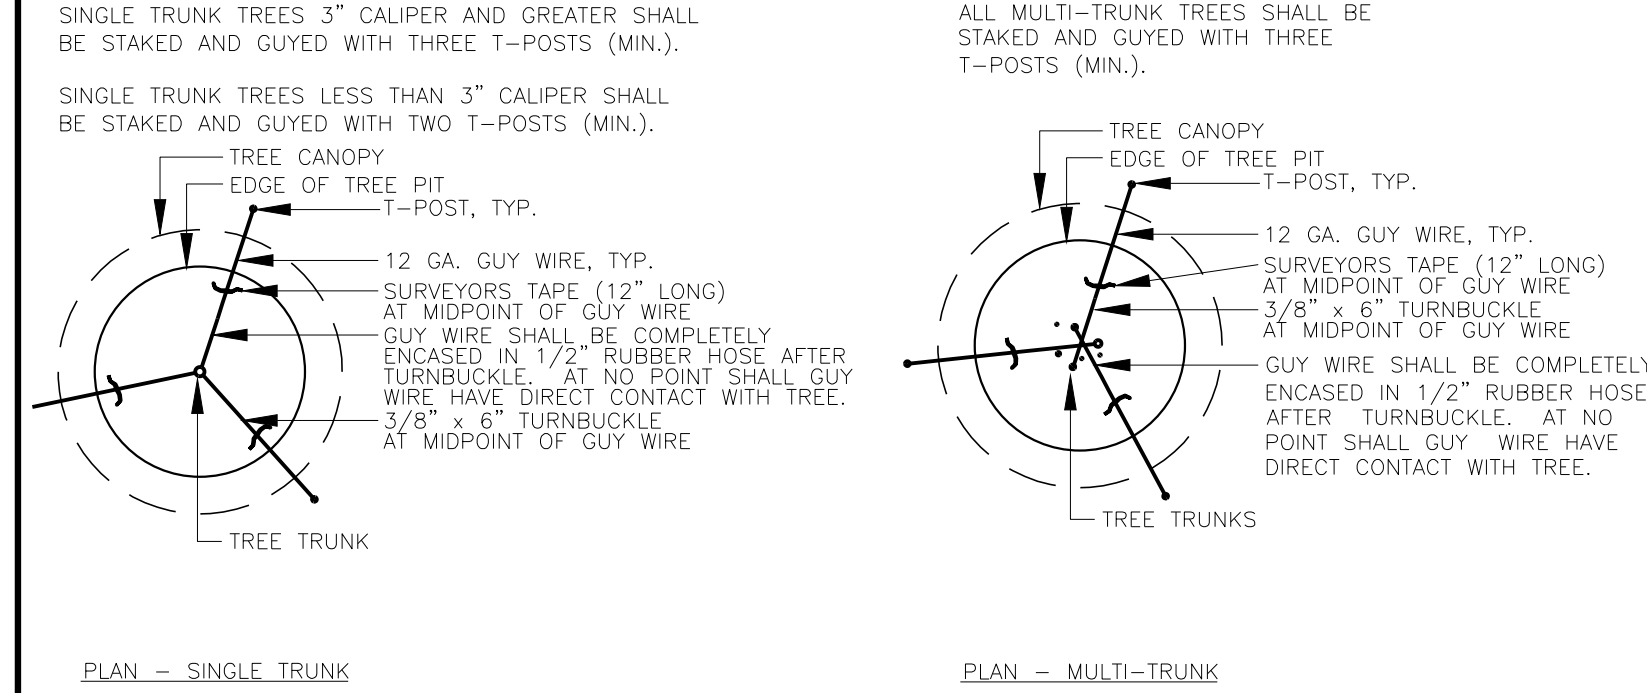 SINGLE TRUNK TREES 3" CALIPER AND GREATER SHALL
BE STAKED AND GUYED WITH THREE T-POSTS (MIN.).
SINGLE TRUNK TREES LESS THAN 3" CALIPER SHALL
BE STAKED AND GUYED WITH TWO T-POSTS (MIN.).
TREE CANOPY
EDGE OF TREE PIT
T-POST, TYP.
12 GA. GUY WIRE, TYP.
SURVEYORS TAPE (12" LONG)
AT MIDPOINT OF GUY WIRE
GUY WIRE SHALL BE COMPLETELY
ENCASED IN 1/2" RUBBER HOSE AFTER
TURNBUCKLE. AT NO POINT SHALL GUY
WIRE HAVE DIRECT CONTACT WITH TREE.
3/8" x 6" TURNBUCKLE
AT MIDPOINT OF GUY WIRE
TREE TRUNK
PLAN - SINGLE TRUNK
ALL MULTI-TRUNK TREES SHALL BE
STAKED AND GUYED WITH THREE
T-POSTS (MIN.).
TREE CANOPY
EDGE OF TREE PIT
T-POST, TYP.
12 GA. GUY WIRE, TYP.
SURVEYORS TAPE (12" LONG)
AT MIDPOINT OF GUY WIRE
3/8" x 6" TURNBUCKLE
AT MIDPOINT OF GUY WIRE
GUY WIRE SHALL BE COMPLETELY
ENCASED IN 1/2" RUBBER HOSE
AFTER TURNBUCKLE. AT NO
POINT SHALL GUY WIRE HAVE
DIRECT CONTACT WITH TREE.
TREE TRUNKS
PLAN - MULTI-TRUNK